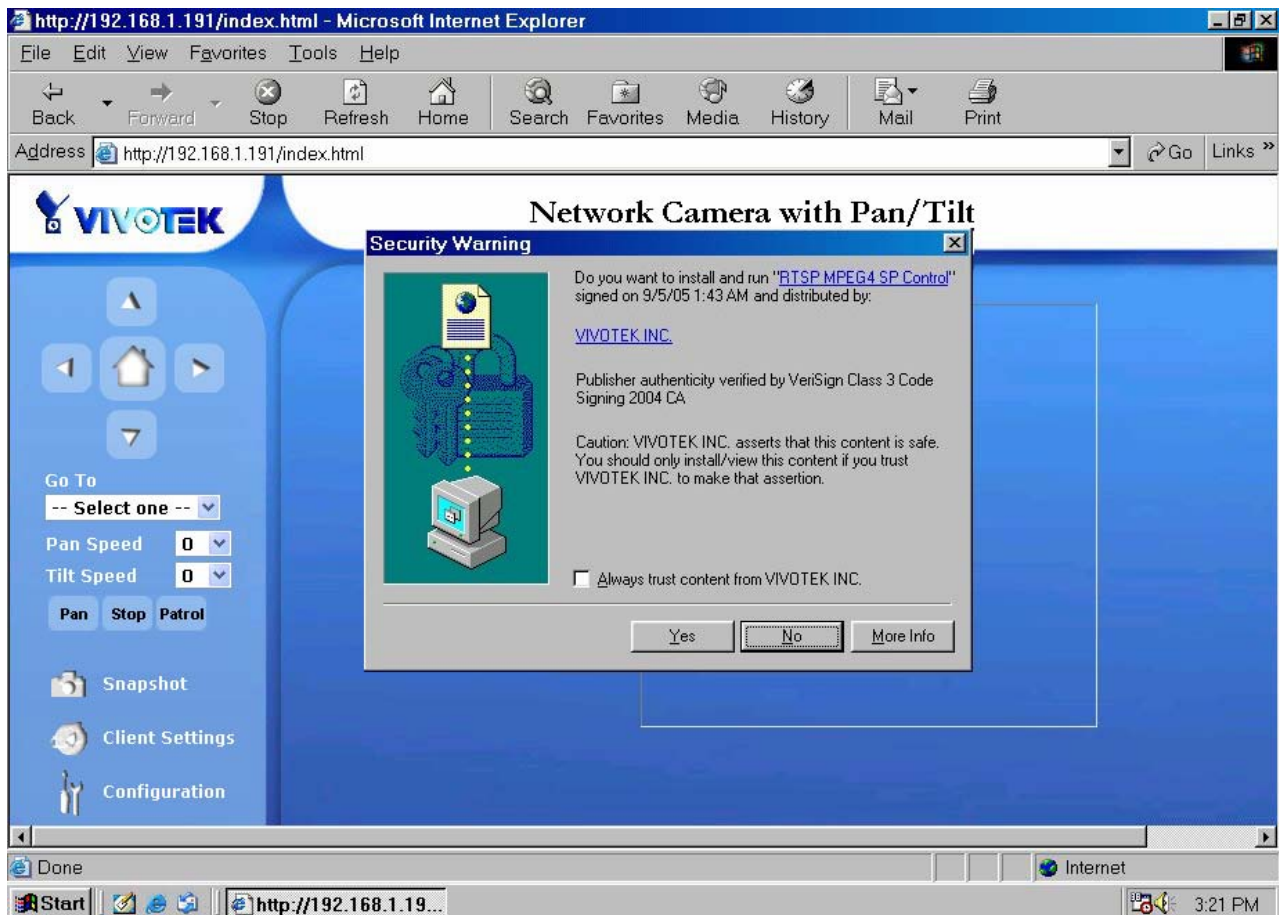 http://192.168.1.191/index.html - Microsoft Internet Explorer
File Edit View Favorites Tools Help
Back Forward Stop Refresh Home Search Favorites Media History Mail Print
Address http://192.168.1.191/index.html Go Links »
VIVOTEK
Network Camera with Pan/Tilt
Security Warning
Do you want to install and run "RTSP MPEG4 SP Control"
signed on 9/5/05 1:43 AM and distributed by:
VIVOTEK INC.
Publisher authenticity verified by VeriSign Class 3 Code
Signing 2004 CA
Caution: VIVOTEK INC. asserts that this content is safe.
You should only install/view this content if you trust
VIVOTEK INC. to make that assertion.
Always trust content from VIVOTEK INC.
Yes No More Info
Go To
-- Select one --
Pan Speed 0
Tilt Speed 0
Pan Stop Patrol
Snapshot
Client Settings
Configuration
Done Internet
Start http://192.168.1.19... 3:21 PM